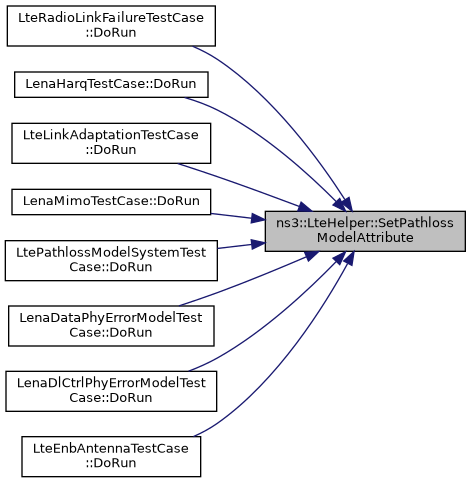 LteRadioLinkFailureTestCase
::DoRun
LenaHarqTestCase::DoRun
LteLinkAdaptationTestCase
::DoRun
LenaMimoTestCase::DoRun
LtePathlossModelSystemTest
Case::DoRun
LenaDataPhyErrorModelTest
Case::DoRun
LenaDlCtrlPhyErrorModelTest
Case::DoRun
LteEnbAntennaTestCase
::DoRun
ns3::LteHelper::SetPathloss
ModelAttribute